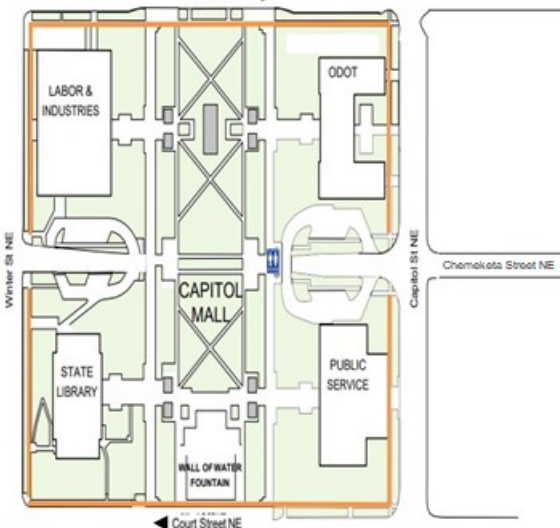 LABOR &
INDUSTRIES
ODOT
Winter St NE
Capitol St NE
Chemeketa Street NE
CAPITOL
MALL
STATE
LIBRARY
PUBLIC
SERVICE
WALL OF WATER
FOUNTAIN
Court Street NE